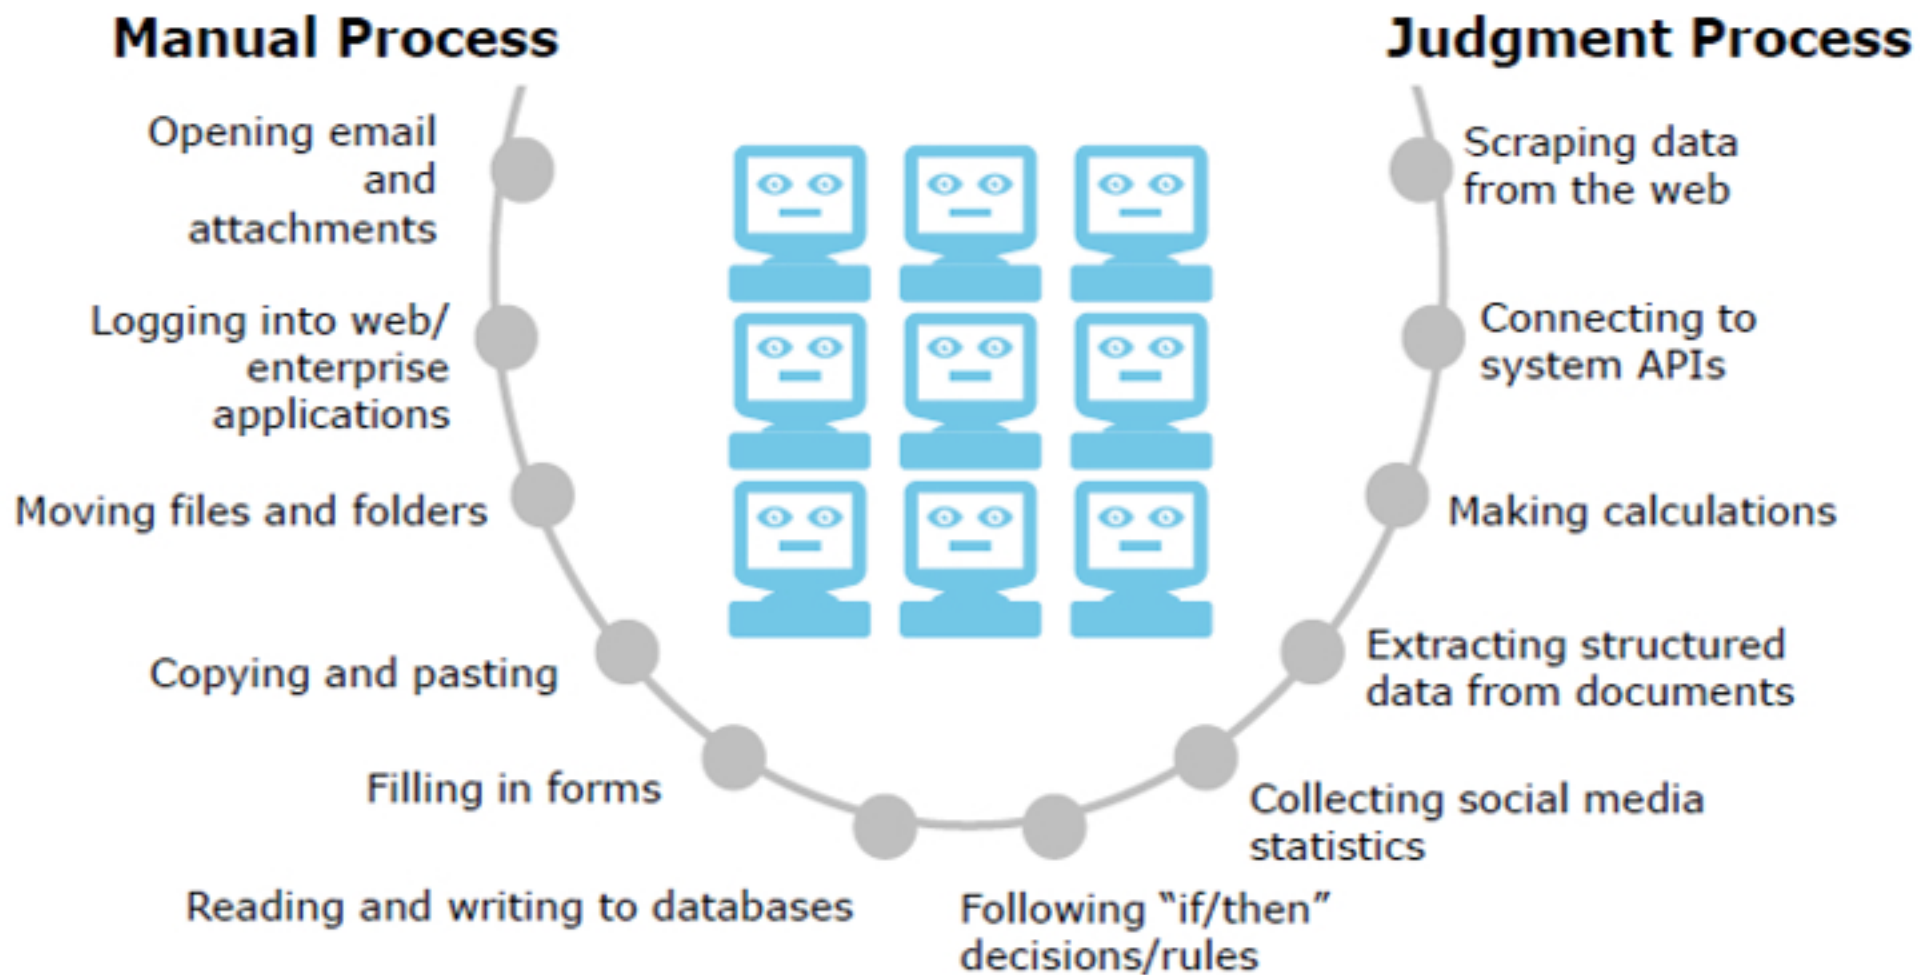 Manual Process
Opening email
and
attachments
Logging into web/
enterprise
applications
Moving files and folders
Copying and pasting
Filling in forms
Reading and writing to databases
Judgment Process
Scraping data
from the web
Connecting to
system APIs
Making calculations
Extracting structured
data from documents
Collecting social media
statistics
Following “if/then”
decisions/rules